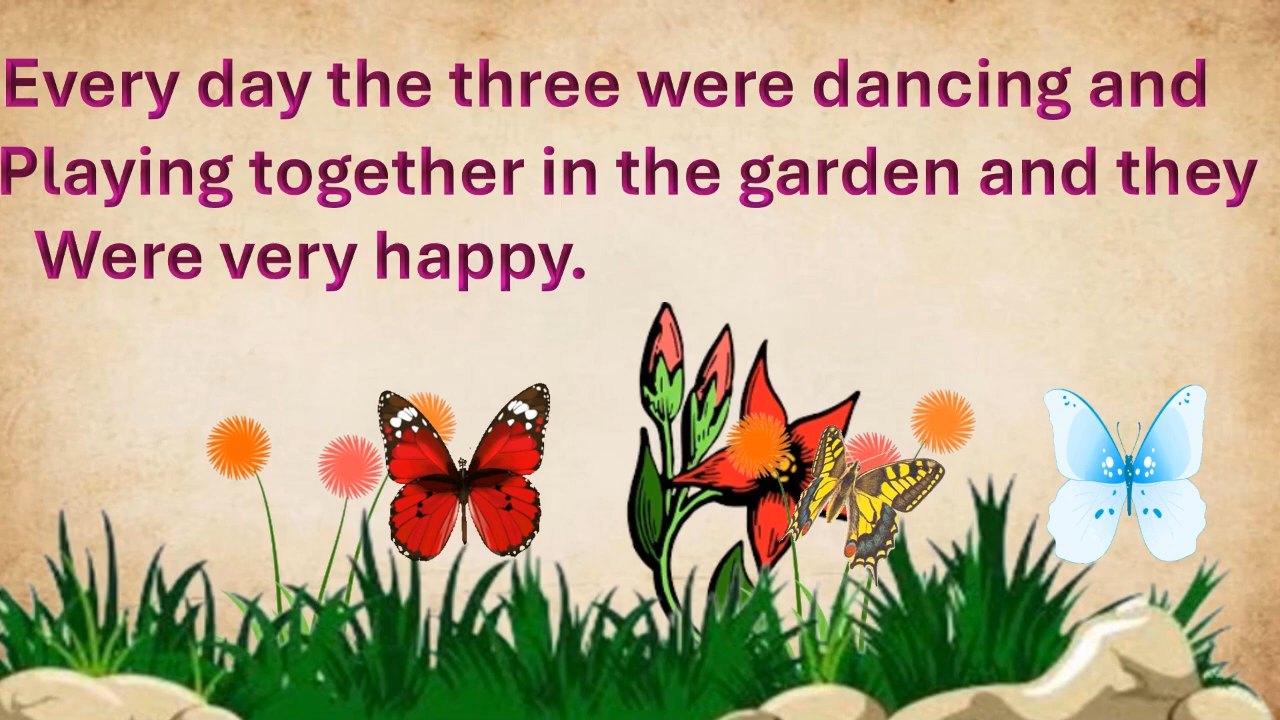 Every day the three were dancing and
Playing together in the garden and they
Were very happy.